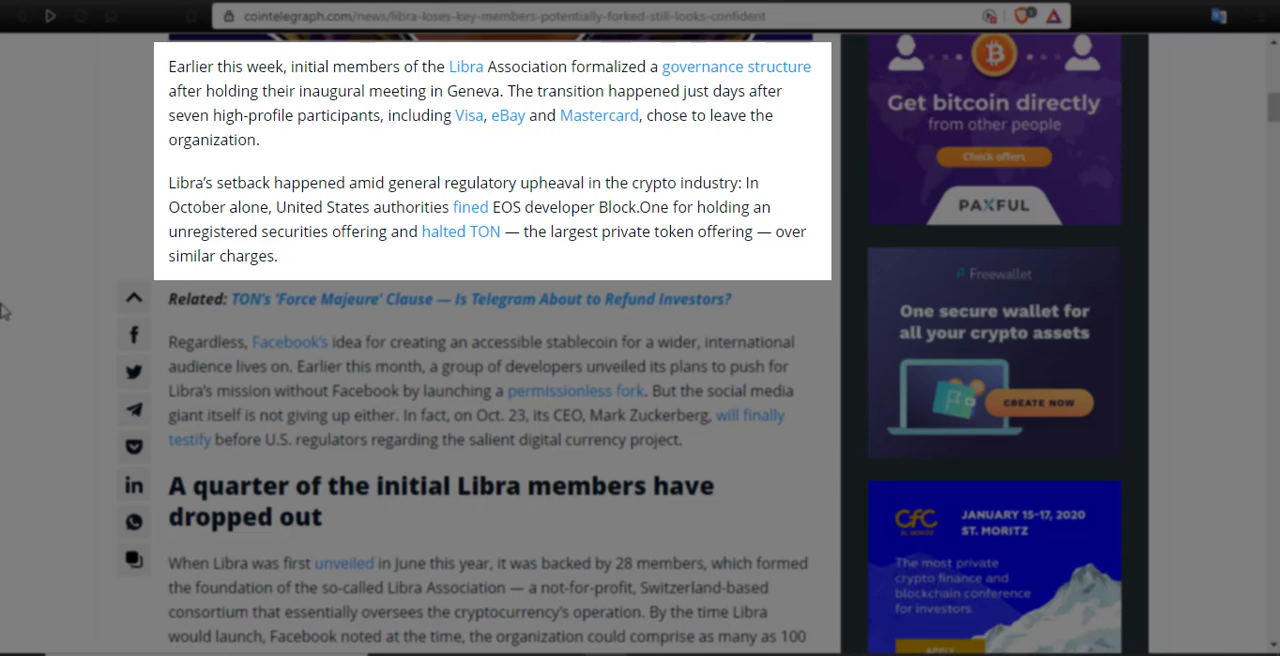 cointelegraph.com/news/libra-loses-key-members-potentially-forked-still-looks-confident
Earlier this week, initial members of the Libra Association formalized a governance structure
after holding their inaugural meeting in Geneva. The transition happened just days after
seven high-profile participants, including Visa, eBay and Mastercard, chose to leave the
organization.
Libra’s setback happened amid general regulatory upheaval in the crypto industry: In
October alone, United States authorities fined EOS developer Block.One for holding an
unregistered securities offering and halted TON — the largest private token offering — over
similar charges.
Related: TON’s ‘Force Majeure’ Clause — Is Telegram About to Refund Investors?
Regardless, Facebook’s idea for creating an accessible stablecoin for a wider, international
audience lives on. Earlier this month, a group of developers unveiled its plans to push for
Libra’s mission without Facebook by launching a permissionless fork. But the social media
giant itself is not giving up either. In fact, on Oct. 23, its CEO, Mark Zuckerberg, will finally
testify before U.S. regulators regarding the salient digital currency project.
A quarter of the initial Libra members have
dropped out
When Libra was first unveiled in June this year, it was backed by 28 members, which formed
the foundation of the so-called Libra Association — a not-for-profit, Switzerland-based
consortium that essentially oversees the cryptocurrency’s operation. By the time Libra
would launch, Facebook noted at the time, the organization could comprise as many as 100
Get bitcoin directly
from other people
Check offers
PAXFUL
Freewallet
One secure wallet for
all your crypto assets
CREATE NOW
CFC
ST. MORITZ
JANUARY 15-17, 2020
ST. MORITZ
The most private
crypto finance and
blockchain conference
for investors.
APPLY